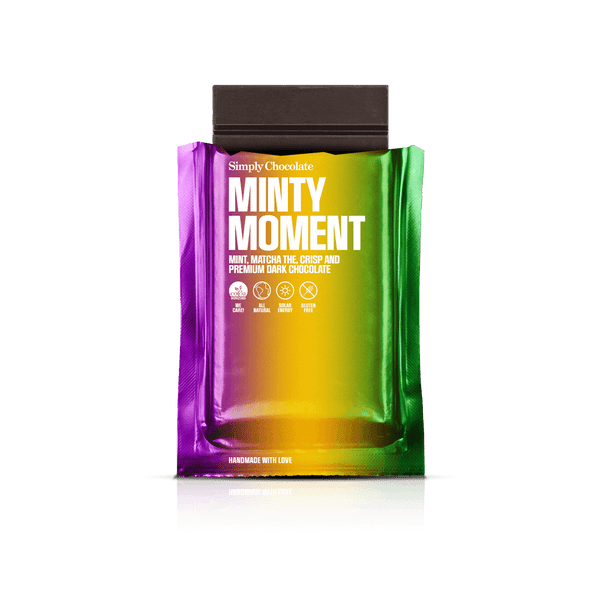 Simply Chocolate
MINTY
MOMENT
MINT, MATCHA THE, CRISP AND
PREMIUM DARK CHOCOLATE
WE CARE!
ALL NATURAL
SOLAR ENERGY
GLUTEN FREE
HANDMADE WITH LOVE